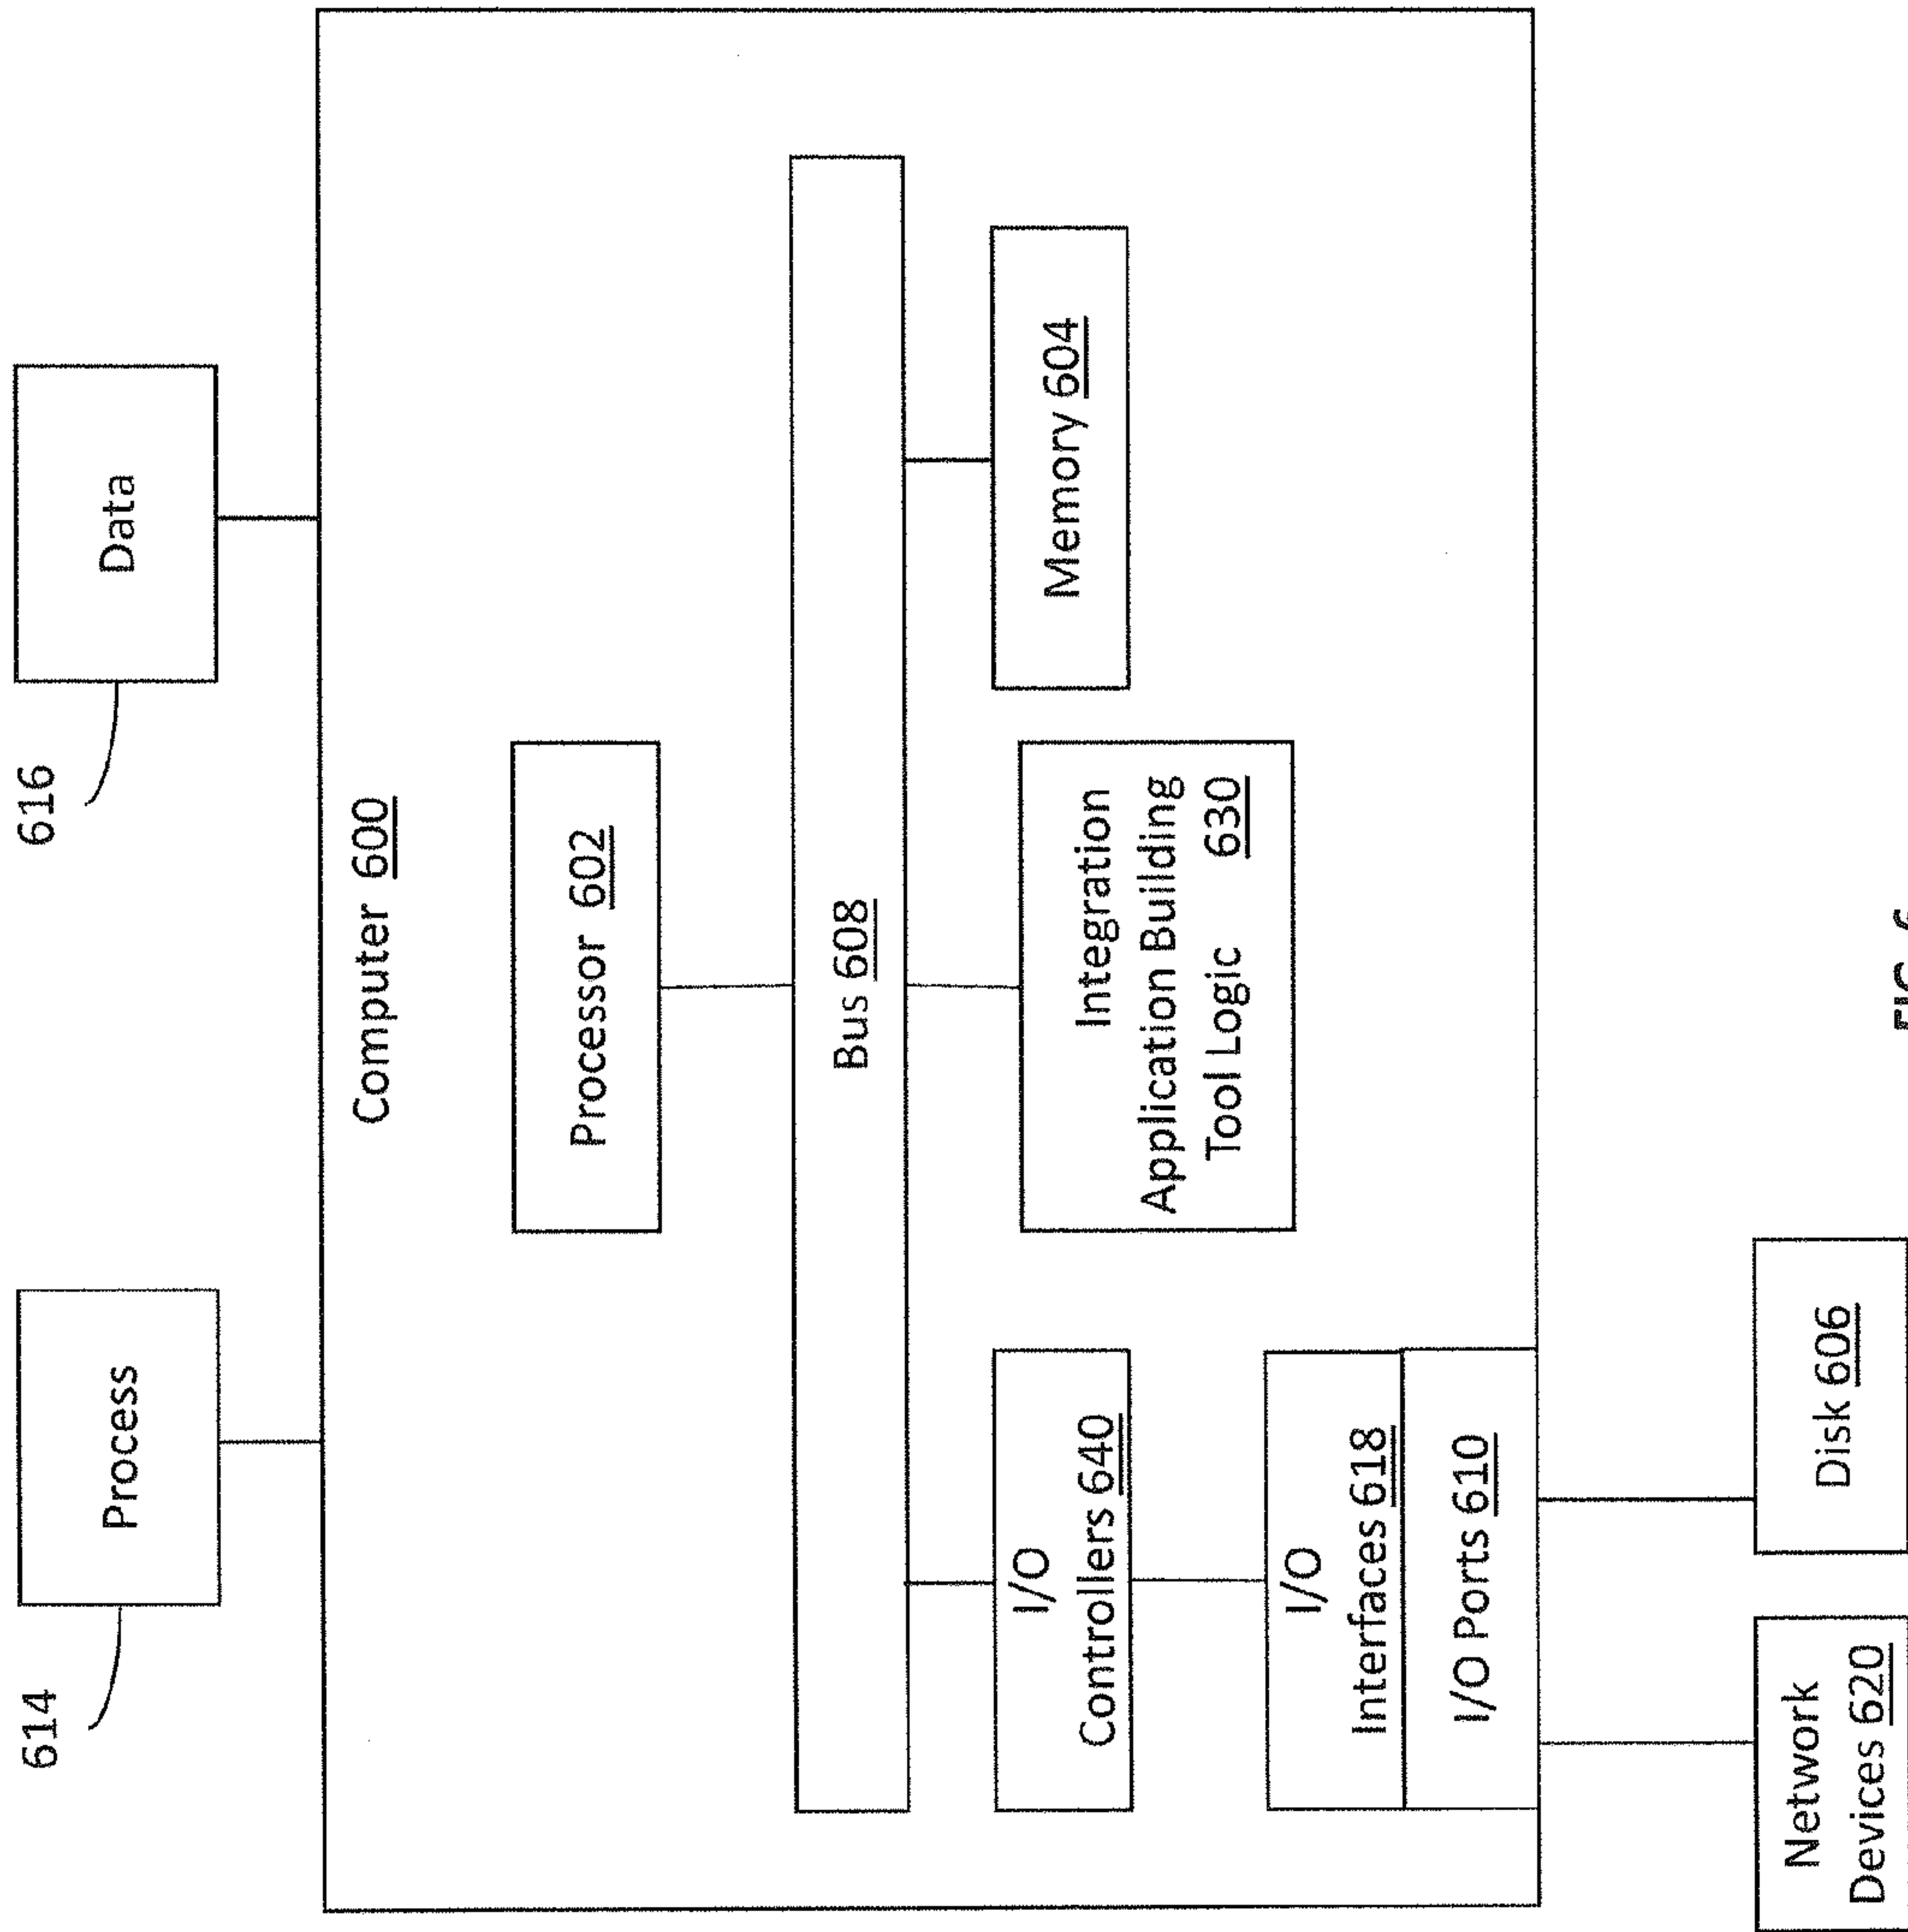 614
Process
616
Data
Computer 600
Processor 602
Bus 608
I/O
Controllers 640
Integration
Application Building
Tool Logic 630
Memory 604
I/O
Interfaces 618
I/O Ports 610
Network
Devices 620
Disk 606